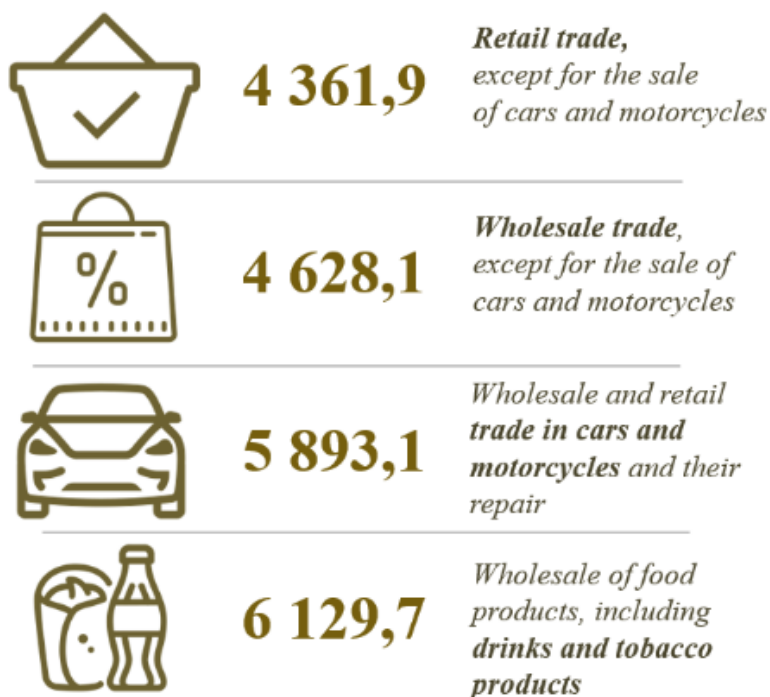 4 361,9
Retail trade,
except for the sale
of cars and motorcycles
%
4 628,1
Wholesale trade,
except for the sale of
cars and motorcycles
5 893,1
Wholesale and retail
trade in cars and
motorcycles and their
repair
6 129,7
Wholesale of food
products, including
drinks and tobacco
products